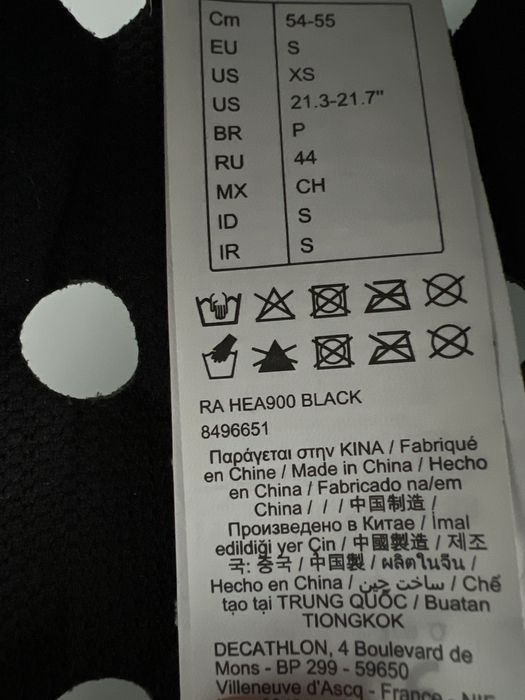 Cm 54-55
EU S
US XS
US 21.3-21.7"
BR P
RU 44
MX CH
ID S
IR S
RA HEA900 BLACK
8496651
Παράγεται στην KINA / Fabriqué
en Chine / Made in China / Hecho
en China / Fabricado na/em
China / / / 中国制造 /
Произведено в Китае / İmal
edildiği yer Çin / 中國製造 / 제조
국: 중국 / 中国製 / ผลิตในจีน /
Hecho en China / ساخت چین / Chế
tạo tại TRUNG QUỐC / Buatan
TIONGKOK
DECATHLON, 4 Boulevard de
Mons - BP 299 - 59650
Villeneuve d'Ascq - France